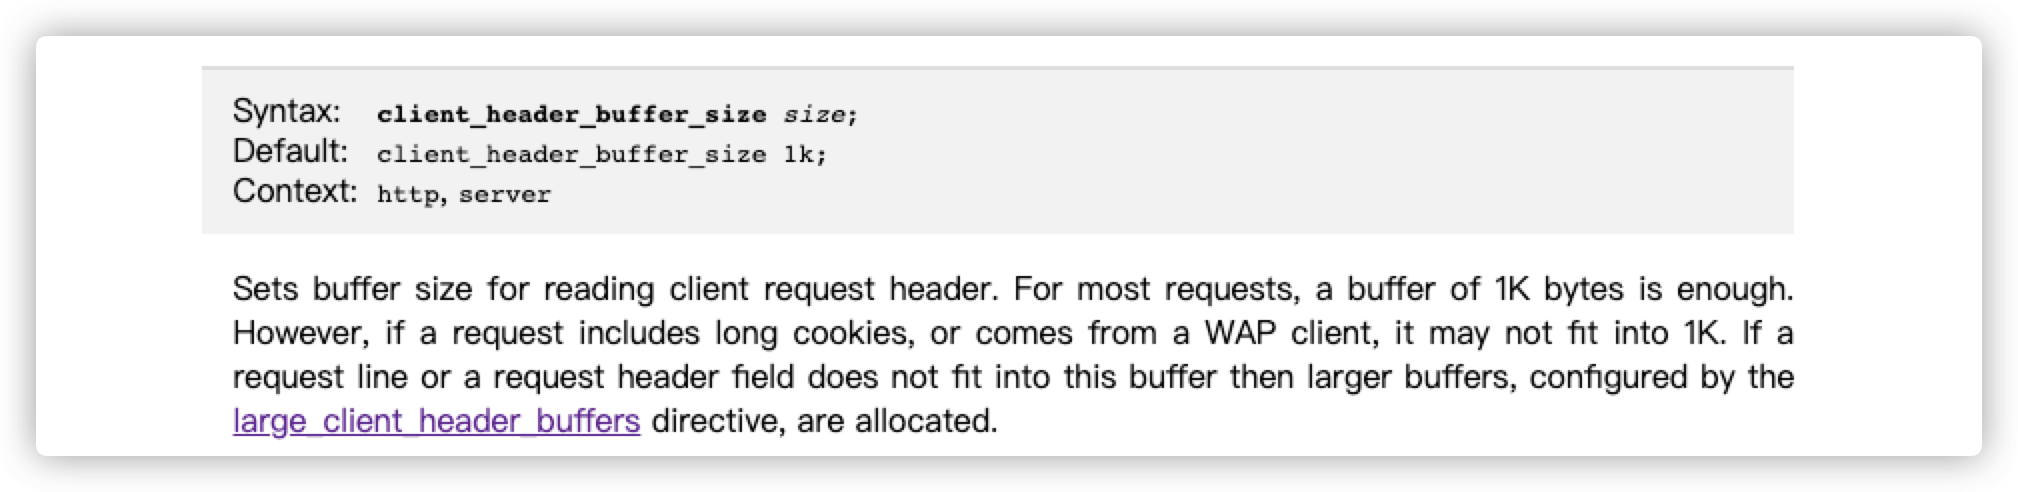 Syntax: client_header_buffer_size size;
Default: client_header_buffer_size 1k;
Context: http, server
Sets buffer size for reading client request header. For most requests, a buffer of 1K bytes is enough.
However, if a request includes long cookies, or comes from a WAP client, it may not fit into 1K. If a
request line or a request header field does not fit into this buffer then larger buffers, configured by the
large_client_header_buffers directive, are allocated.